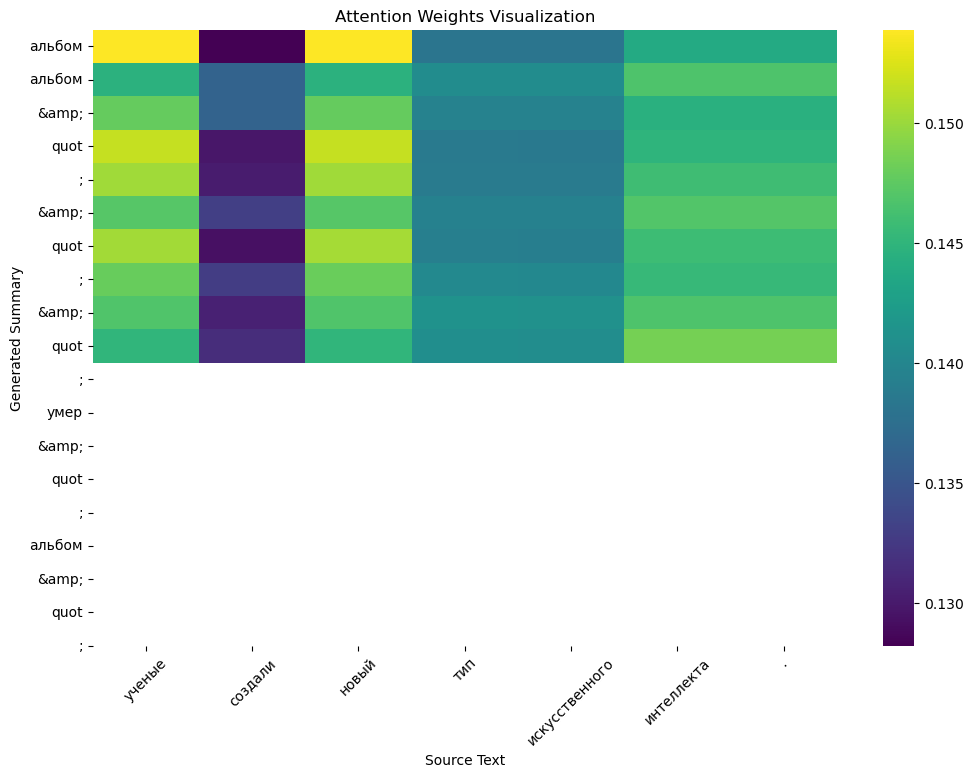 Attention Weights Visualization
альбом
альбом
&amp;
quot
;
&amp;
quot
;
&amp;
quot
;
умер
&amp;
quot
;
альбом
&amp;
quot
;
Generated Summary
ученые
создали
новый
тип
искусственного
интеллекта
.
Source Text
0.150
0.145
0.140
0.135
0.130